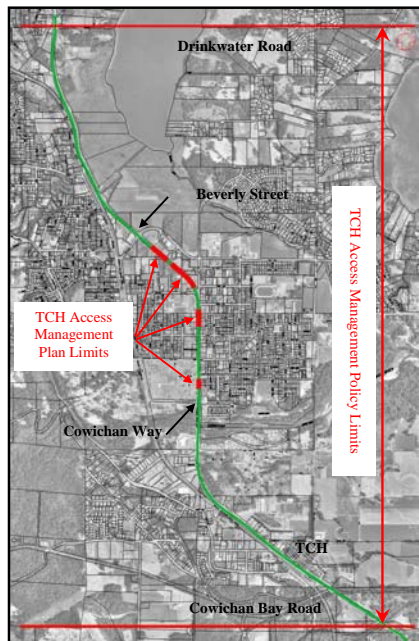 Drinkwater Road
Beverly Street
TCH Access Management Policy Limits
TCH Access
Management
Plan Limits
Cowichan Way
TCH
Cowichan Bay Road